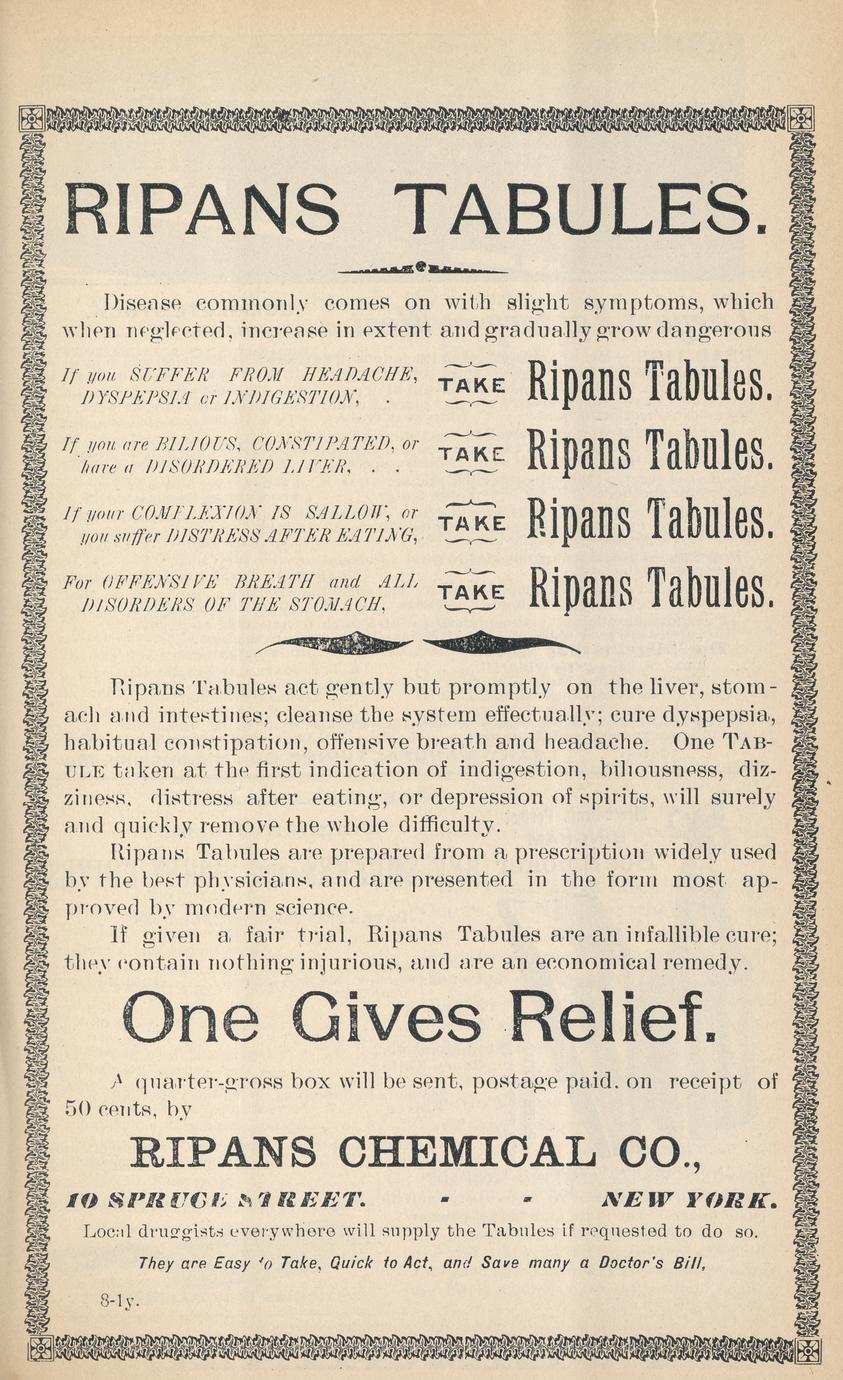 RIPANS TABULES.
Disease commonly comes on with slight symptoms, which
when neglected, increase in extent and gradually grow dangerous
If you SUFFER FROM HEADACHE,
DYSPEPSIA or INDIGESTION, .
TAKE
Ripans Tabules.
If you are BILIOUS, CONSTIPATED, or
have a DISORDERED LIVER, . .
TAKE
Ripans Tabules.
If your COMPLEXION IS SALLOW, or
you suffer DISTRESS AFTER EATING,
TAKE
Ripans Tabules.
For OFFENSIVE BREATH and ALL
DISORDERS OF THE STOMACH,
TAKE
Ripans Tabules.
Ripans Tabules act gently but promptly on the liver, stom-
ach and intestines; cleanse the system effectually; cure dyspepsia,
habitual constipation, offensive breath and headache. One TAB-
ULE taken at the first indication of indigestion, biliousness, diz-
ziness, distress after eating, or depression of spirits, will surely
and quickly remove the whole difficulty.
Ripans Tabules are prepared from a prescription widely used
by the best physicians, and are presented in the form most ap-
proved by modern science.
If given a fair trial, Ripans Tabules are an infallible cure;
they contain nothing injurious, and are an economical remedy.
One Gives Relief.
A quarter-gross box will be sent, postage paid. on receipt of
50 cents, by
RIPANS CHEMICAL CO.,
10 SPRUCE STREET. - - NEW YORK.
Local druggists everywhere will supply the Tabules if requested to do so.
They are Easy to Take, Quick to Act, and Save many a Doctor's Bill,
8-1y.